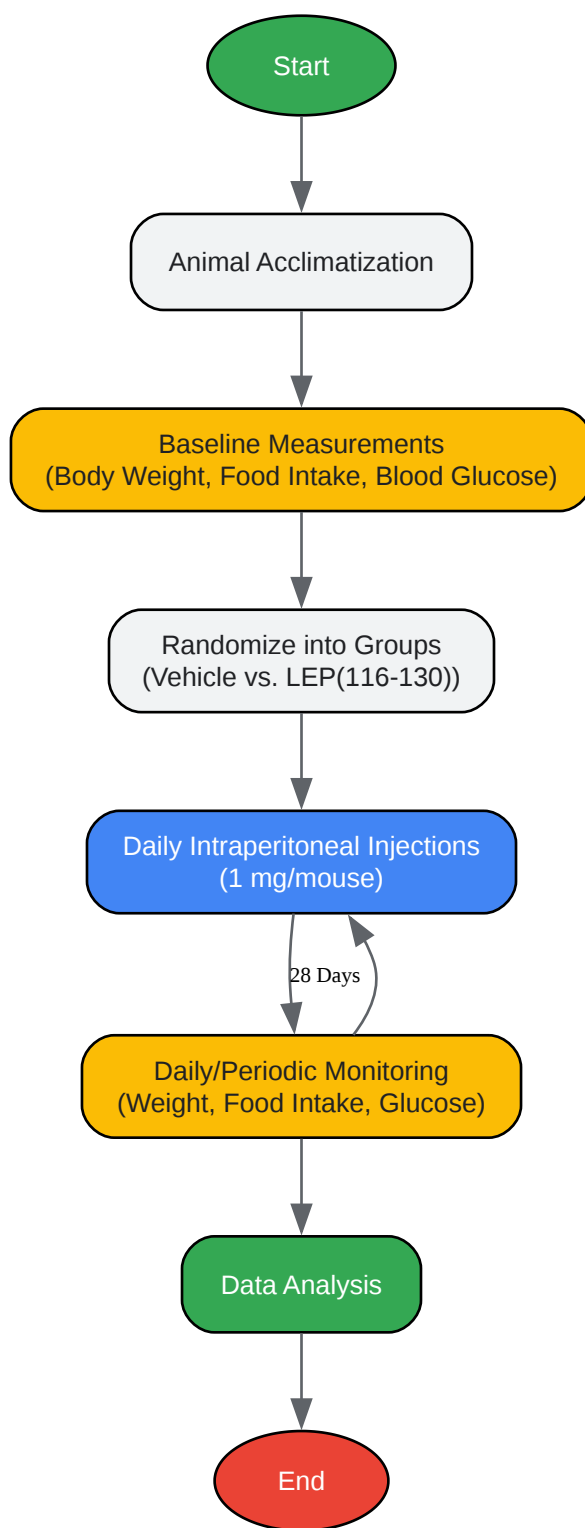 Start
Animal Acclimatization
Baseline Measurements
(Body Weight, Food Intake, Blood Glucose)
Randomize into Groups
(Vehicle vs. LEP(116-130))
Daily Intraperitoneal Injections
(1 mg/mouse)
28 Days
Daily/Periodic Monitoring
(Weight, Food Intake, Glucose)
Data Analysis
End